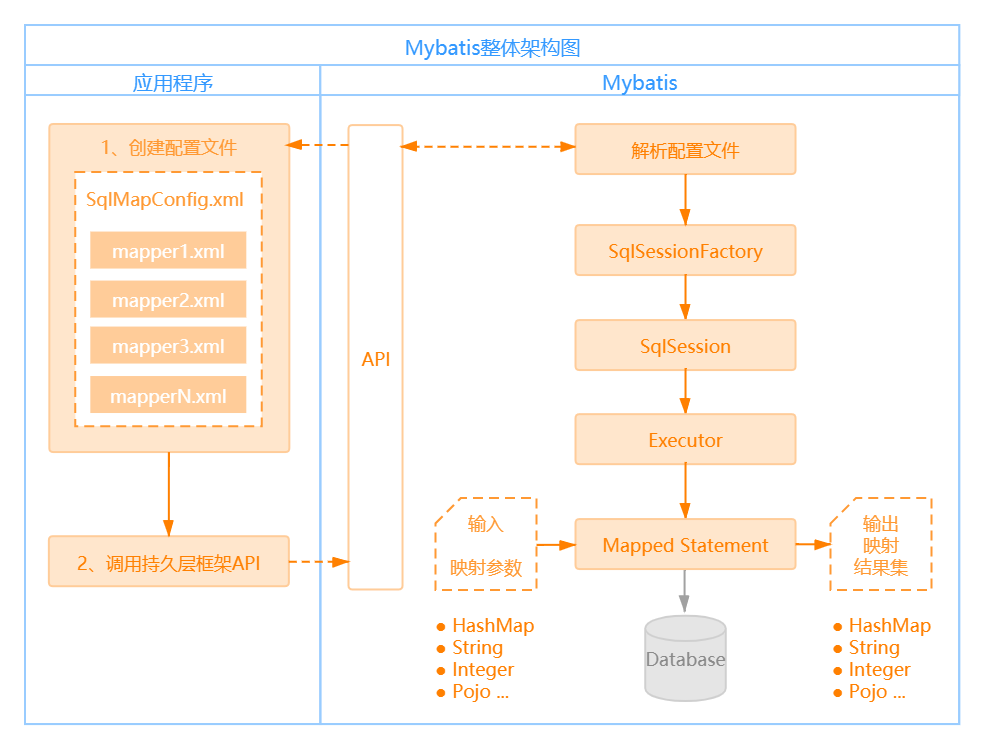 Mybatis整体架构图
应用程序
Mybatis
1、创建配置文件
SqlMapConfig.xml
mapper1.xml
mapper2.xml
mapper3.xml
mapperN.xml
2、调用持久层框架API
API
解析配置文件
SqlSessionFactory
SqlSession
Executor
输入
映射参数
Mapped Statement
输出
映射
结果集
● HashMap
● String
● Integer
● Pojo ...
Database
● HashMap
● String
● Integer
● Pojo ...